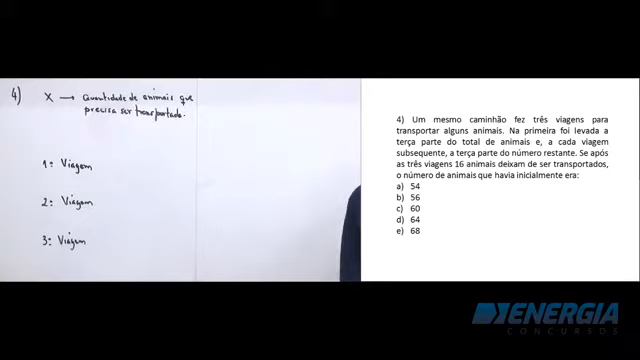 4)
X → Quantidade de animais que
precisa ser transportada.
1ª Viagem
2ª Viagem
3ª Viagem
4) Um mesmo caminhão fez três viagens para
transportar alguns animais. Na primeira foi levada a
terça parte do total de animais e, a cada viagem
subsequente, a terça parte do número restante. Se após
as três viagens 16 animais deixam de ser transportados,
o número de animais que havia inicialmente era:
a) 54
b) 56
c) 60
d) 64
e) 68
ENERGIA
CONCURSOS